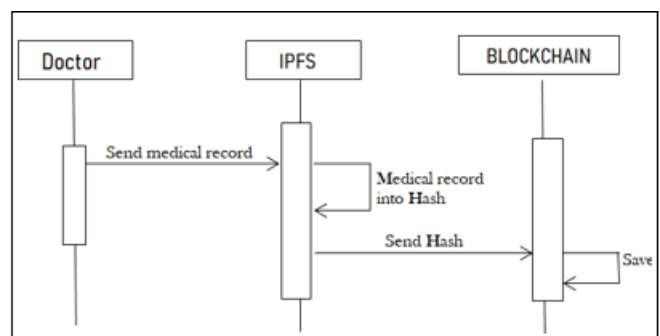 Doctor
IPFS
BLOCKCHAIN
Send medical record
Medical record
into Hash
Send Hash
Save